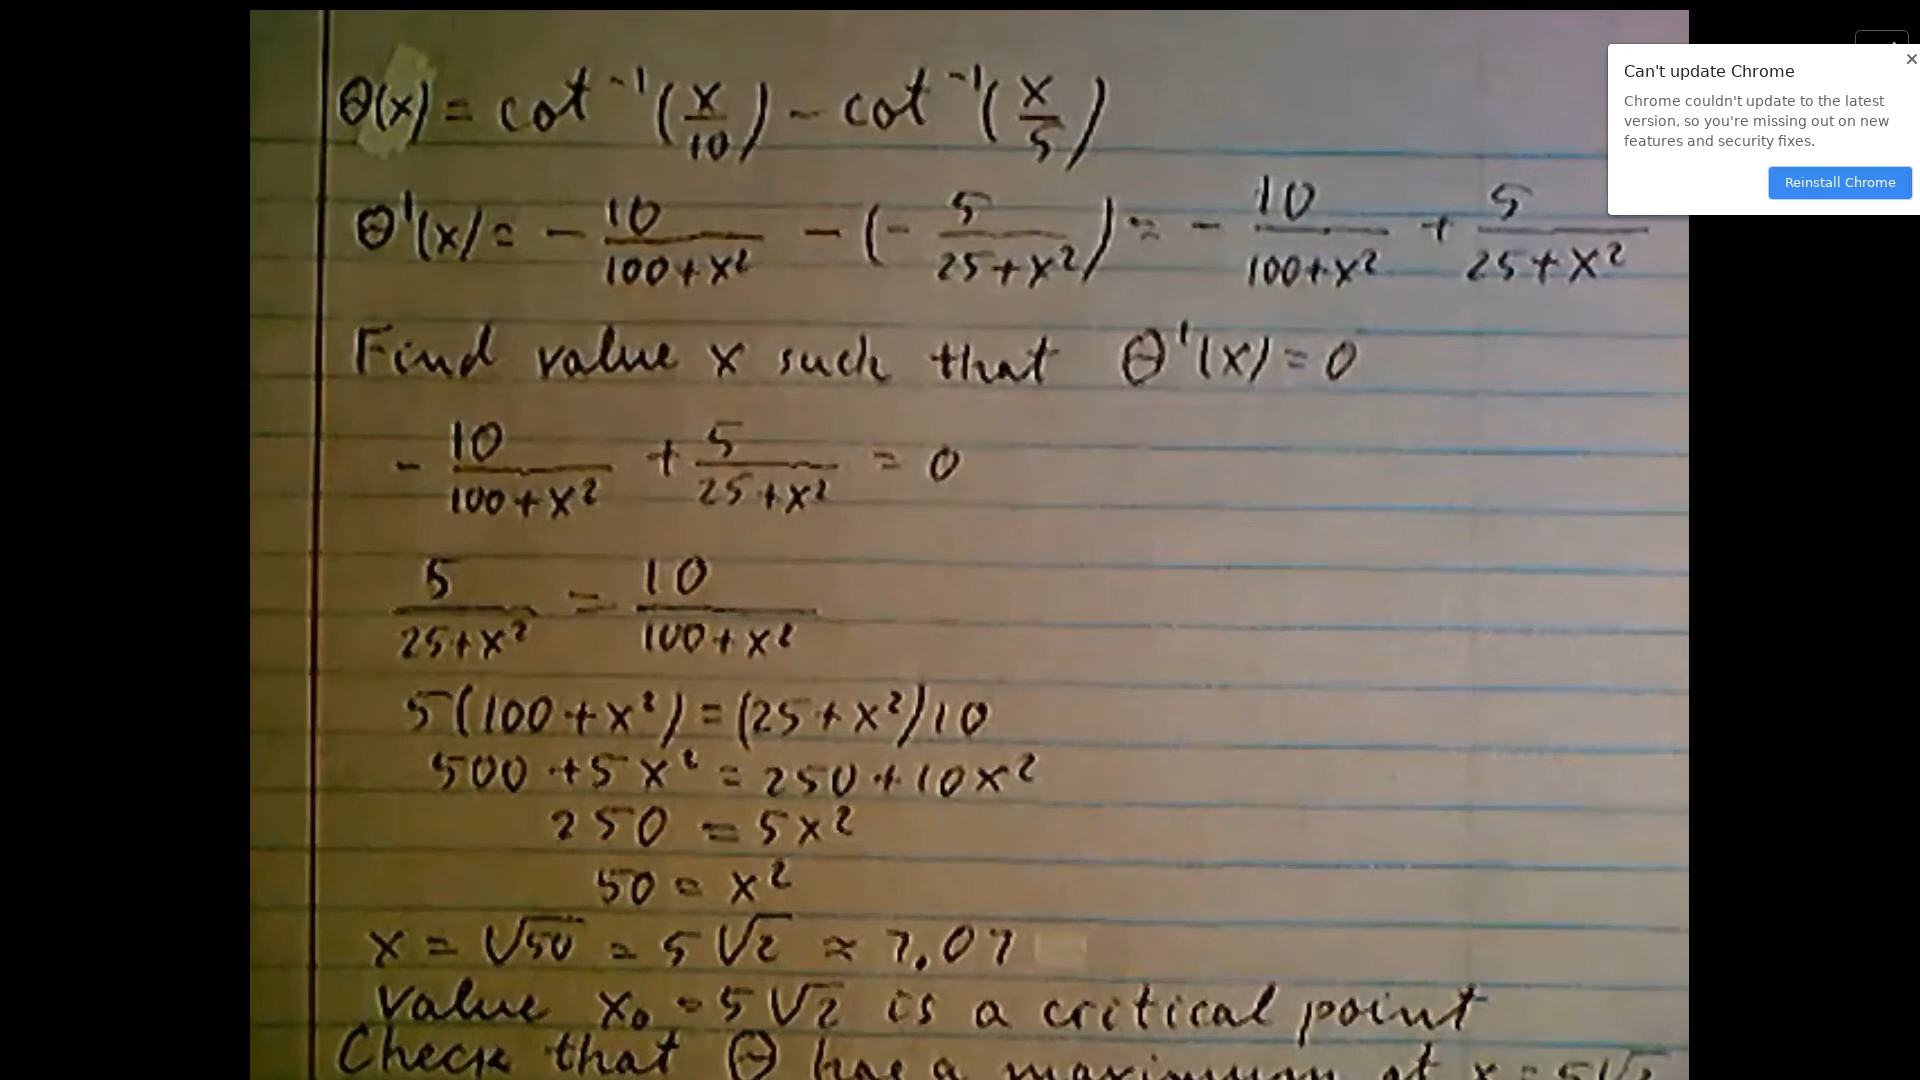 θ(x) = cot⁻¹(x/10) - cot⁻¹(x/5)
θ'(x) = - 10/(100+x²) - (- 5/(25+x²)) = - 10/(100+x²) + 5/(25+x²)
Find value x such that θ'(x) = 0
- 10/(100+x²) + 5/(25+x²) = 0
5/(25+x²) = 10/(100+x²)
5(100+x²) = (25+x²)10
500 + 5x² = 250 + 10x²
250 = 5x²
50 = x²
x = √50 = 5√2 ≈ 7.07
Value x₀ = 5√2 is a critical point
Check that θ has a maximum at x = 5√2
Can't update Chrome
Chrome couldn't update to the latest
version, so you're missing out on new
features and security fixes.
Reinstall Chrome